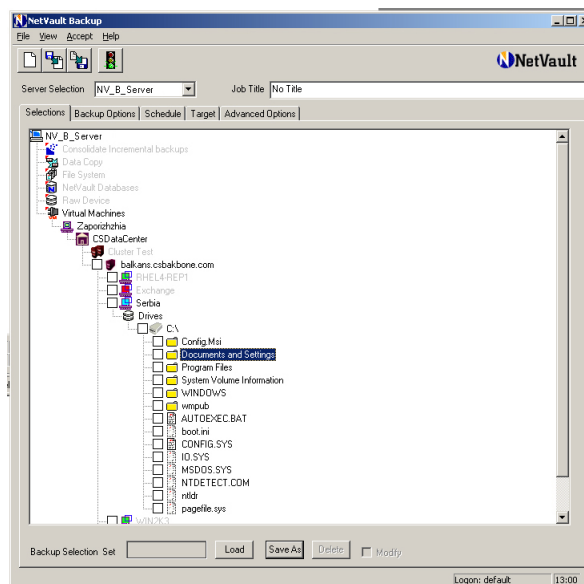 NetVault Backup
File View Accept Help
NetVault
Server Selection NV_B_Server Job Title No Title
Selections Backup Options Schedule Target Advanced Options
NV_B_Server
Consolidate Incremental backups
Data Copy
File System
NetVault Databases
Raw Device
Virtual Machines
Zaporizhzhia
CSDataCenter
Cluster Test
balkans.csbakbone.com
RHEL4-REP1
Exchange
Serbia
Drives
C:\
Config.Msi
Documents and Settings
Program Files
System Volume Information
WINDOWS
wmpub
AUTOEXEC.BAT
boot.ini
CONFIG.SYS
IO.SYS
MSDOS.SYS
NTDETECT.COM
ntldr
pagefile.sys
WIN2K3
Backup Selection Set Load Save As Delete Modify
Logon: default 13:00